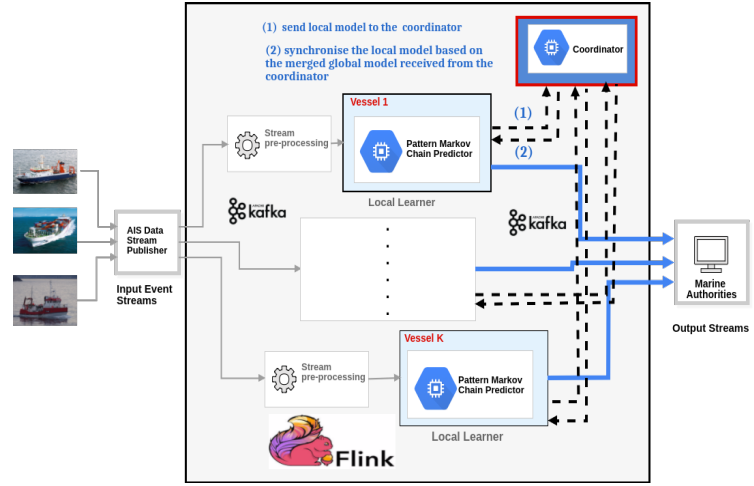 (1) send local model to the coordinator
(2) synchronise the local model based on
the merged global model received from the
coordinator
Coordinator
Vessel 1
(1)
(2)
Stream
pre-processing
Pattern Markov
Chain Predictor
Local Learner
kafka
kafka
AIS Data
Stream
Publisher
Input Event
Streams
Marine
Authorities
Output Streams
Vessel K
Stream
pre-processing
Pattern Markov
Chain Predictor
Local Learner
Flink